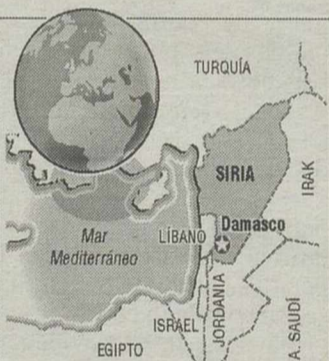 TURQUÍA
SIRIA
IRAK
Damasco
LÍBANO
Mar
Mediterráneo
JORDANIA
ISRAEL
A. SAUDÍ
EGIPTO